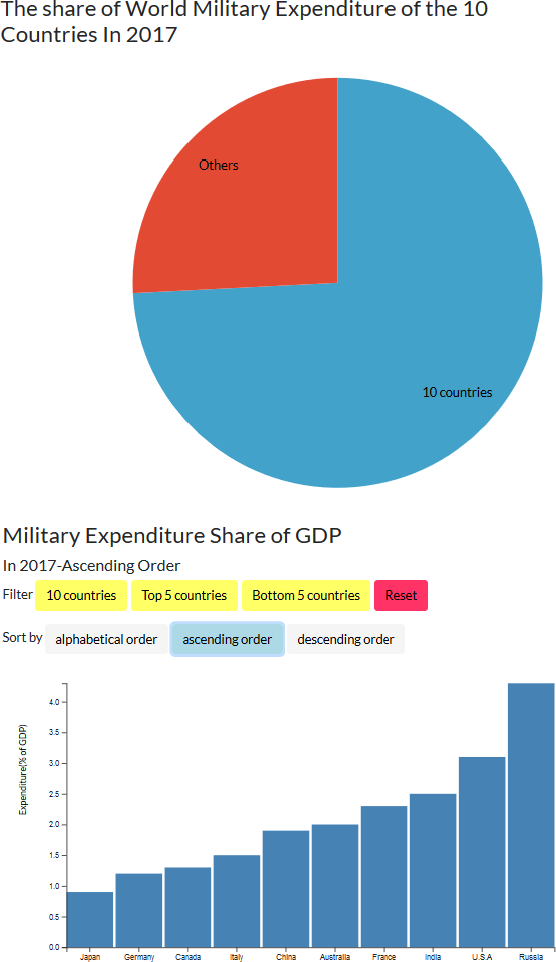 The share of World Military Expenditure of the 10
Countries In 2017
Others
10 countries
Military Expenditure Share of GDP
In 2017-Ascending Order
Filter 10 countries Top 5 countries Bottom 5 countries Reset
Sort by alphabetical order ascending order descending order
Expenditure(% of GDP)
4.0
3.5
3.0
2.5
2.0
1.5
1.0
0.5
0.0
Japan Germany Canada Italy China Australia France India U.S.A Russia